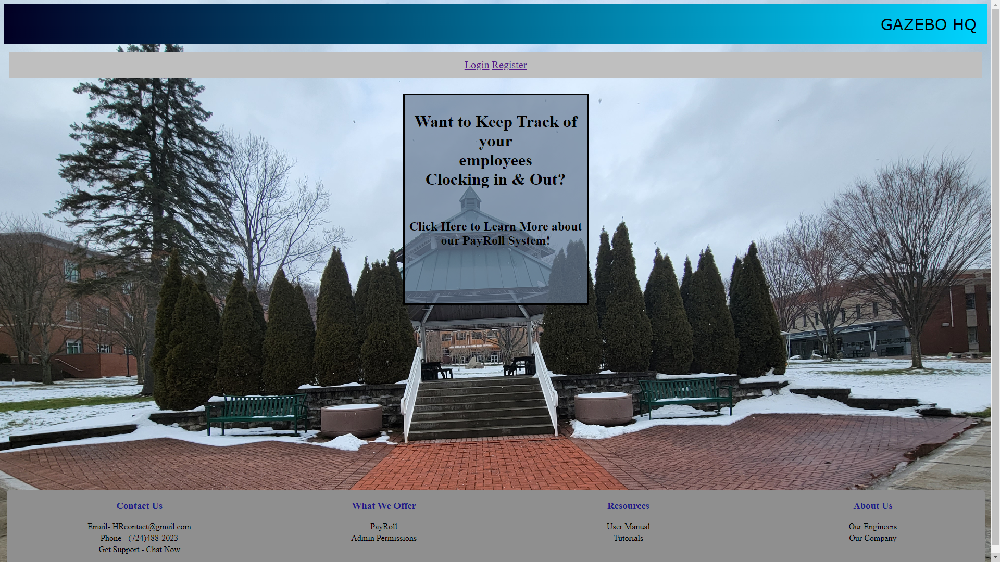 GAZEBO HQ
Login Register
Want to Keep Track of
your
employees
Clocking in & Out?
Click Here to Learn More about
our PayRoll System!
Contact Us
Email- HRcontact@gmail.com
Phone - (724)488-2023
Get Support - Chat Now
What We Offer
PayRoll
Admin Permissions
Resources
User Manual
Tutorials
About Us
Our Engineers
Our Company